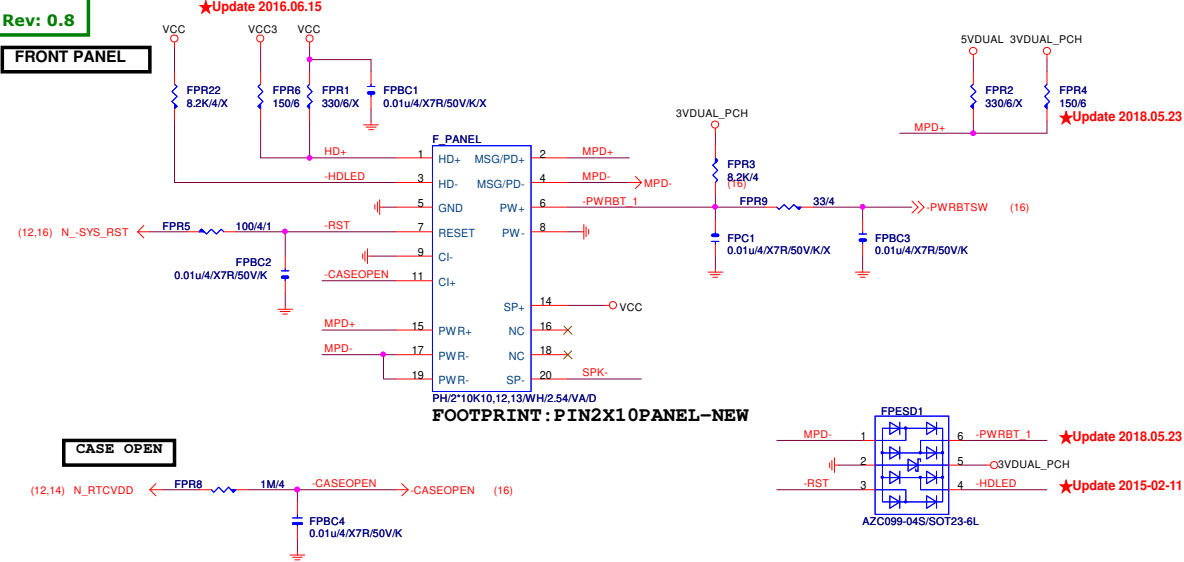 ★Update 2016.06.15
Rev: 0.8
FRONT PANEL
VCC
VCC3
VCC
FPR22
8.2K/4/X
FPR6
150/6
FPR1
330/6/X
FPBC1
0.01u/4/X7R/50V/K/X
5VDUAL
3VDUAL_PCH
FPR2
330/6/X
FPR4
150/6
★Update 2018.05.23
MPD+
3VDUAL_PCH
FPR3
8.2K/4
F_PANEL
HD+
1
HD+
MSG/PD+
2
MPD+
-HDLED
3
HD-
MSG/PD-
4
MPD-
MPD-
(16)
5
GND
PW+
6
-PWRBT_1
FPR9
33/4
-PWRBTSW
(16)
(12,16)
N_-SYS_RST
FPR5
100/4/1
-RST
7
RESET
PW-
8
FPC1
0.01u/4/X7R/50V/K/X
FPBC3
0.01u/4/X7R/50V/K
FPBC2
0.01u/4/X7R/50V/K
9
CI-
-CASEOPEN
11
CI+
SP+
14
VCC
MPD+
15
PWR+
NC
16
MPD-
17
PWR-
NC
18
19
PWR-
SP-
20
SPK-
PH/2*10K10,12,13/WH/2.54/VA/D
FOOTPRINT:PIN2X10PANEL-NEW
CASE OPEN
(12,14)
N_RTCVDD
FPR8
1M/4
-CASEOPEN
-CASEOPEN
(16)
FPBC4
0.01u/4/X7R/50V/K
FPESD1
MPD-
1
6
-PWRBT_1
★Update 2018.05.23
2
5
3VDUAL_PCH
-RST
3
4
-HDLED
★Update 2015-02-11
AZC099-04S/SOT23-6L